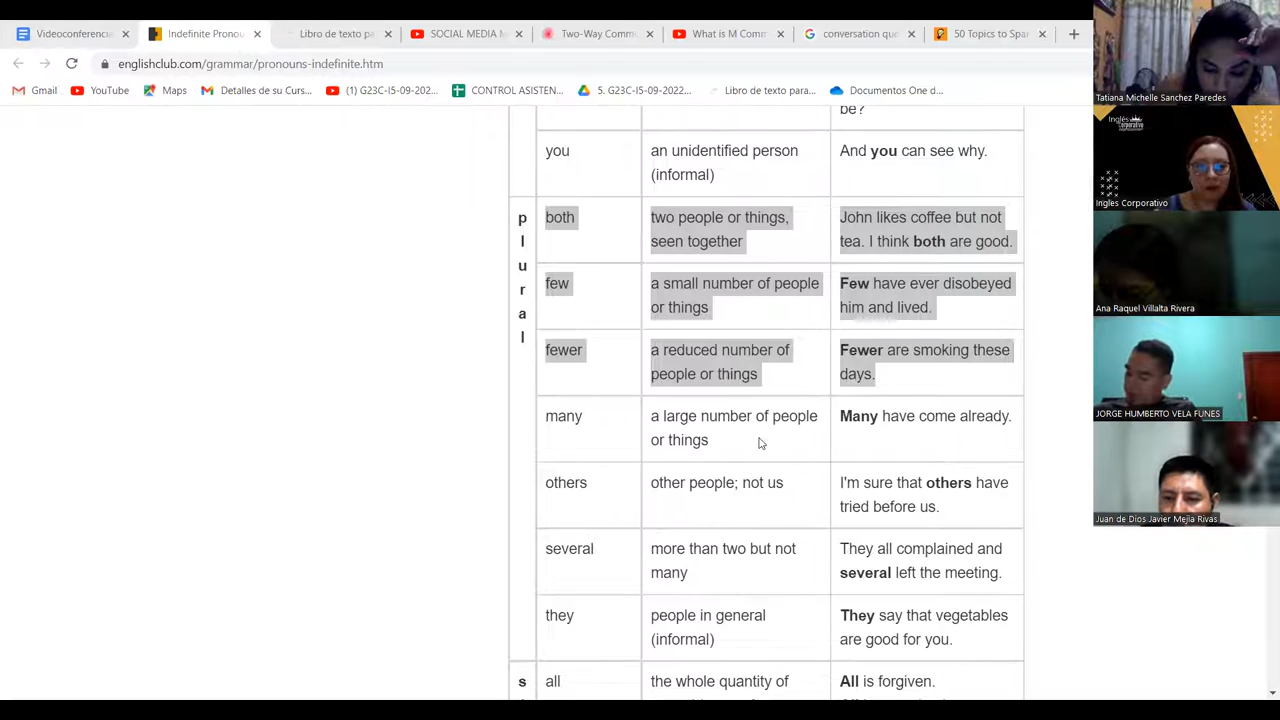 Videoconferencia
Indefinite Pronou
Libro de texto pa
SOCIAL MEDIA M
Two-Way Commu
What is M Comm
conversation que
50 Topics to Spar
englishclub.com/grammar/pronouns-indefinite.htm
Gmail
YouTube
Maps
Detalles de su Curs...
(1) G23C-I5-09-202...
CONTROL ASISTEN...
5. G23C-I5-09-2022...
Libro de texto para...
Documentos One d...
be?
you
an unidentified person
(informal)
And you can see why.
p
l
u
r
a
l
both
two people or things,
seen together
John likes coffee but not
tea. I think both are good.
few
a small number of people
or things
Few have ever disobeyed
him and lived.
fewer
a reduced number of
people or things
Fewer are smoking these
days.
many
a large number of people
or things
Many have come already.
others
other people; not us
I'm sure that others have
tried before us.
several
more than two but not
many
They all complained and
several left the meeting.
they
people in general
(informal)
They say that vegetables
are good for you.
s
all
the whole quantity of
All is forgiven.
Tatiana Michelle Sanchez Paredes
Inglés
Corporativo
Ingles Corporativo
Ana Raquel Villalta Rivera
JORGE HUMBERTO VELA FUNES
Juan de Dios Javier Mejía Rivas